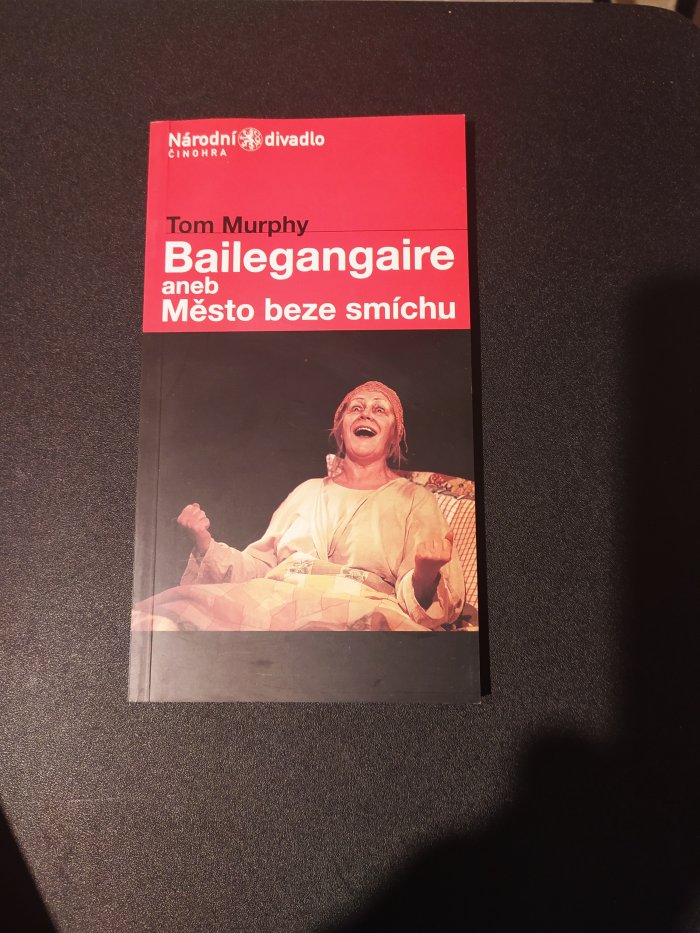 Národní divadlo
ČINOHRA
Tom Murphy
Bailegangaire
aneb
Město beze smíchu